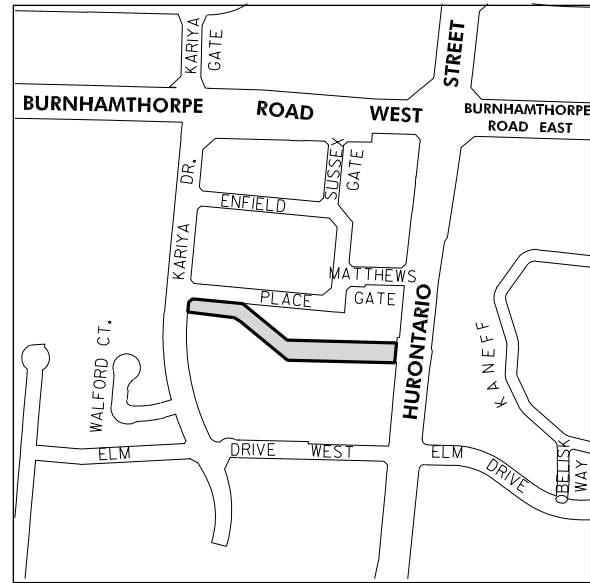 KARIYA
GATE
STREET
BURNHAMTHORPE ROAD WEST
BURNHAMTHORPE
ROAD EAST
DR.
SUSSEX
GATE
ENFIELD
KARIYA
MATTHEWS
GATE
PLACE
HURONTARIO
KANEFF
WALFORD CT.
ELM DRIVE WEST
ELM DRIVE
OBELISK
WAY